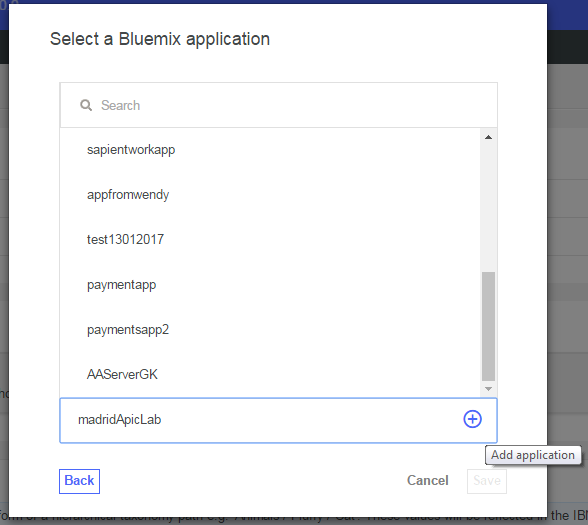 Select a Bluemix application
Search
sapientworkapp
appfromwendy
test13012017
paymentapp
paymentsapp2
AAServerGK
madridApicLab
Add application
Back
Cancel
Save